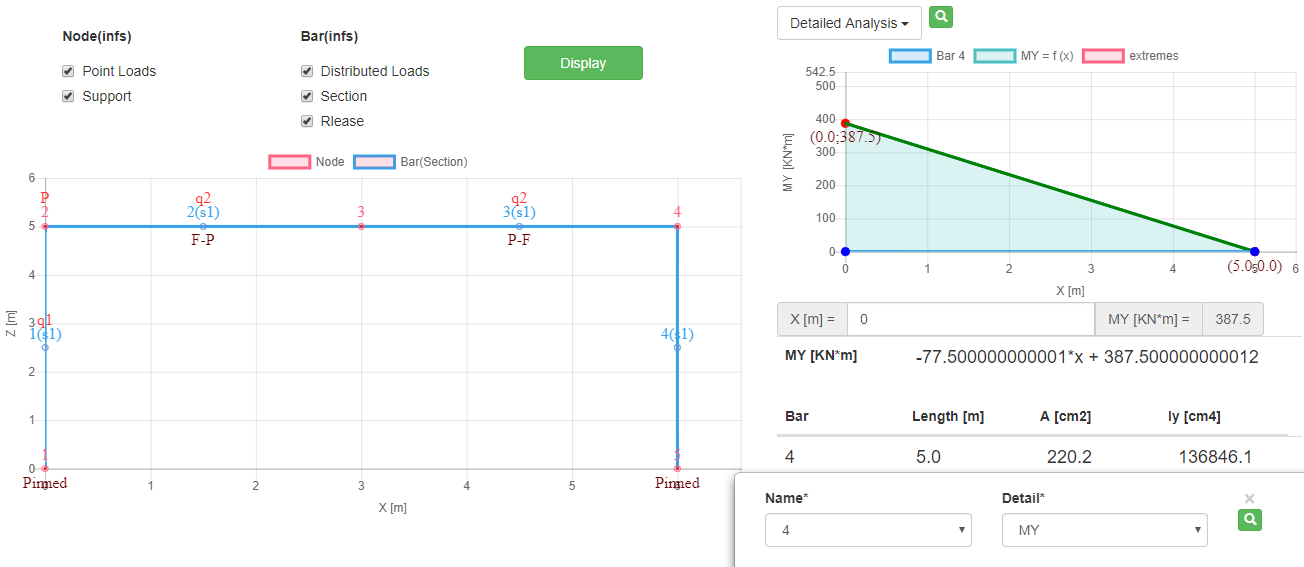 Node(infs)
Point Loads
Support
Bar(infs)
Distributed Loads
Section
Rlease
Display
Node Bar(Section)
6
P q2 q2
2 2(s1) 3 3(s1) 4
5
F-P P-F
4
3 q1
1(s1) 4(s1)
2
1
1 5
0
Pinned Pinned
0 1 2 3 4 5 6
X [m]
Z [m]
Detailed Analysis
Bar 4 MY = f (x) extremes
542.5
500
400
(0.0;387.5)
300
200
100
0
(5.0;0.0)
0 1 2 3 4 5 6
X [m]
MY [KN*m]
X [m] = 0 MY [KN*m] = 387.5
MY [KN*m] -77.500000000001*x + 387.500000000012
Bar Length [m] A [cm2] Iy [cm4]
4 5.0 220.2 136846.1
Name* Detail* ×
4 MY